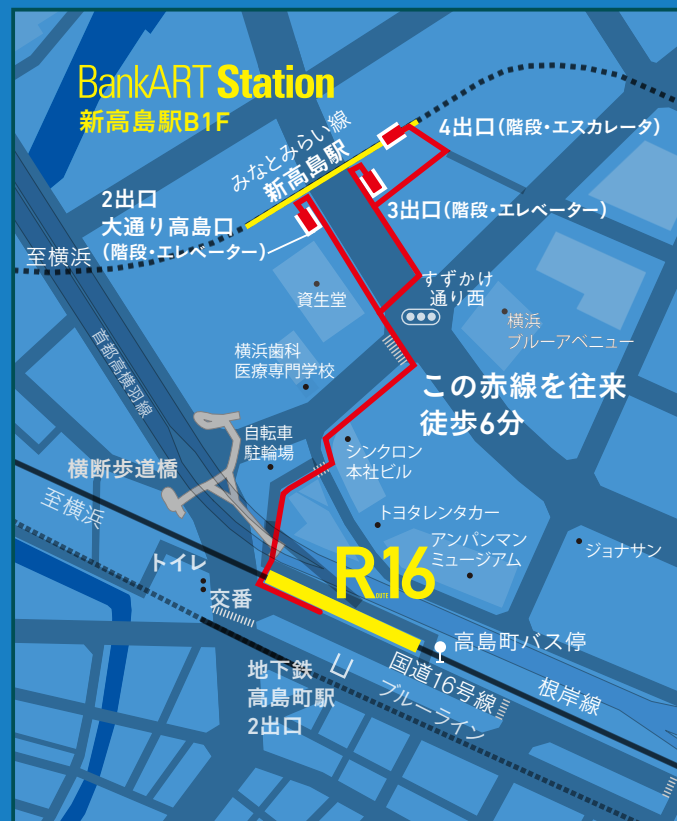 BankART Station
新高島駅B1F
みなとみらい線
新高島駅
4出口(階段・エスカレータ)
2出口
大通り高島口
(階段・エレベーター)
3出口(階段・エレベーター)
至横浜
すずかけ
通り西
資生堂
横浜
ブルーアベニュー
首都高横羽線
横浜歯科
医療専門学校
この赤線を往来
徒歩6分
自転車
駐輪場
シンクロン
本社ビル
横断歩道橋
至横浜
トヨタレンタカー
アンパンマン
ミュージアム
ジョナサン
トイレ
R16
ROUTE
交番
高島町バス停
地下鉄
高島町駅
2出口
国道16号線
ブルーライン
根岸線